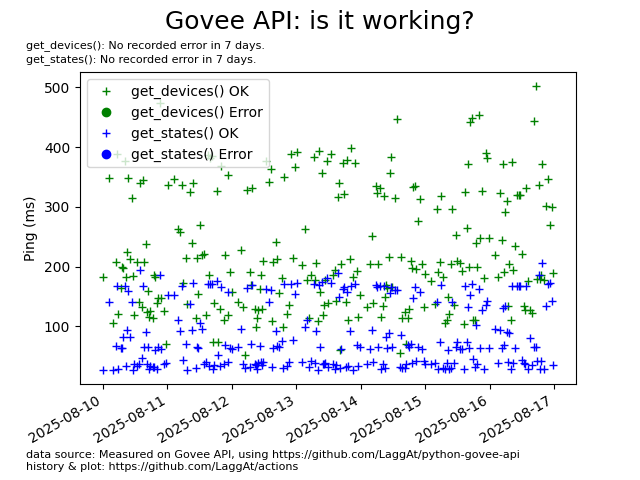 Govee API: is it working?
get_devices(): No recorded error in 7 days.
get_states(): No recorded error in 7 days.
get_devices() OK
get_devices() Error
get_states() OK
get_states() Error
500
400
300
200
100
Ping (ms)
2025-08-10
2025-08-11
2025-08-12
2025-08-13
2025-08-14
2025-08-15
2025-08-16
2025-08-17
data source: Measured on Govee API, using https://github.com/LaggAt/python-govee-api
history & plot: https://github.com/LaggAt/actions